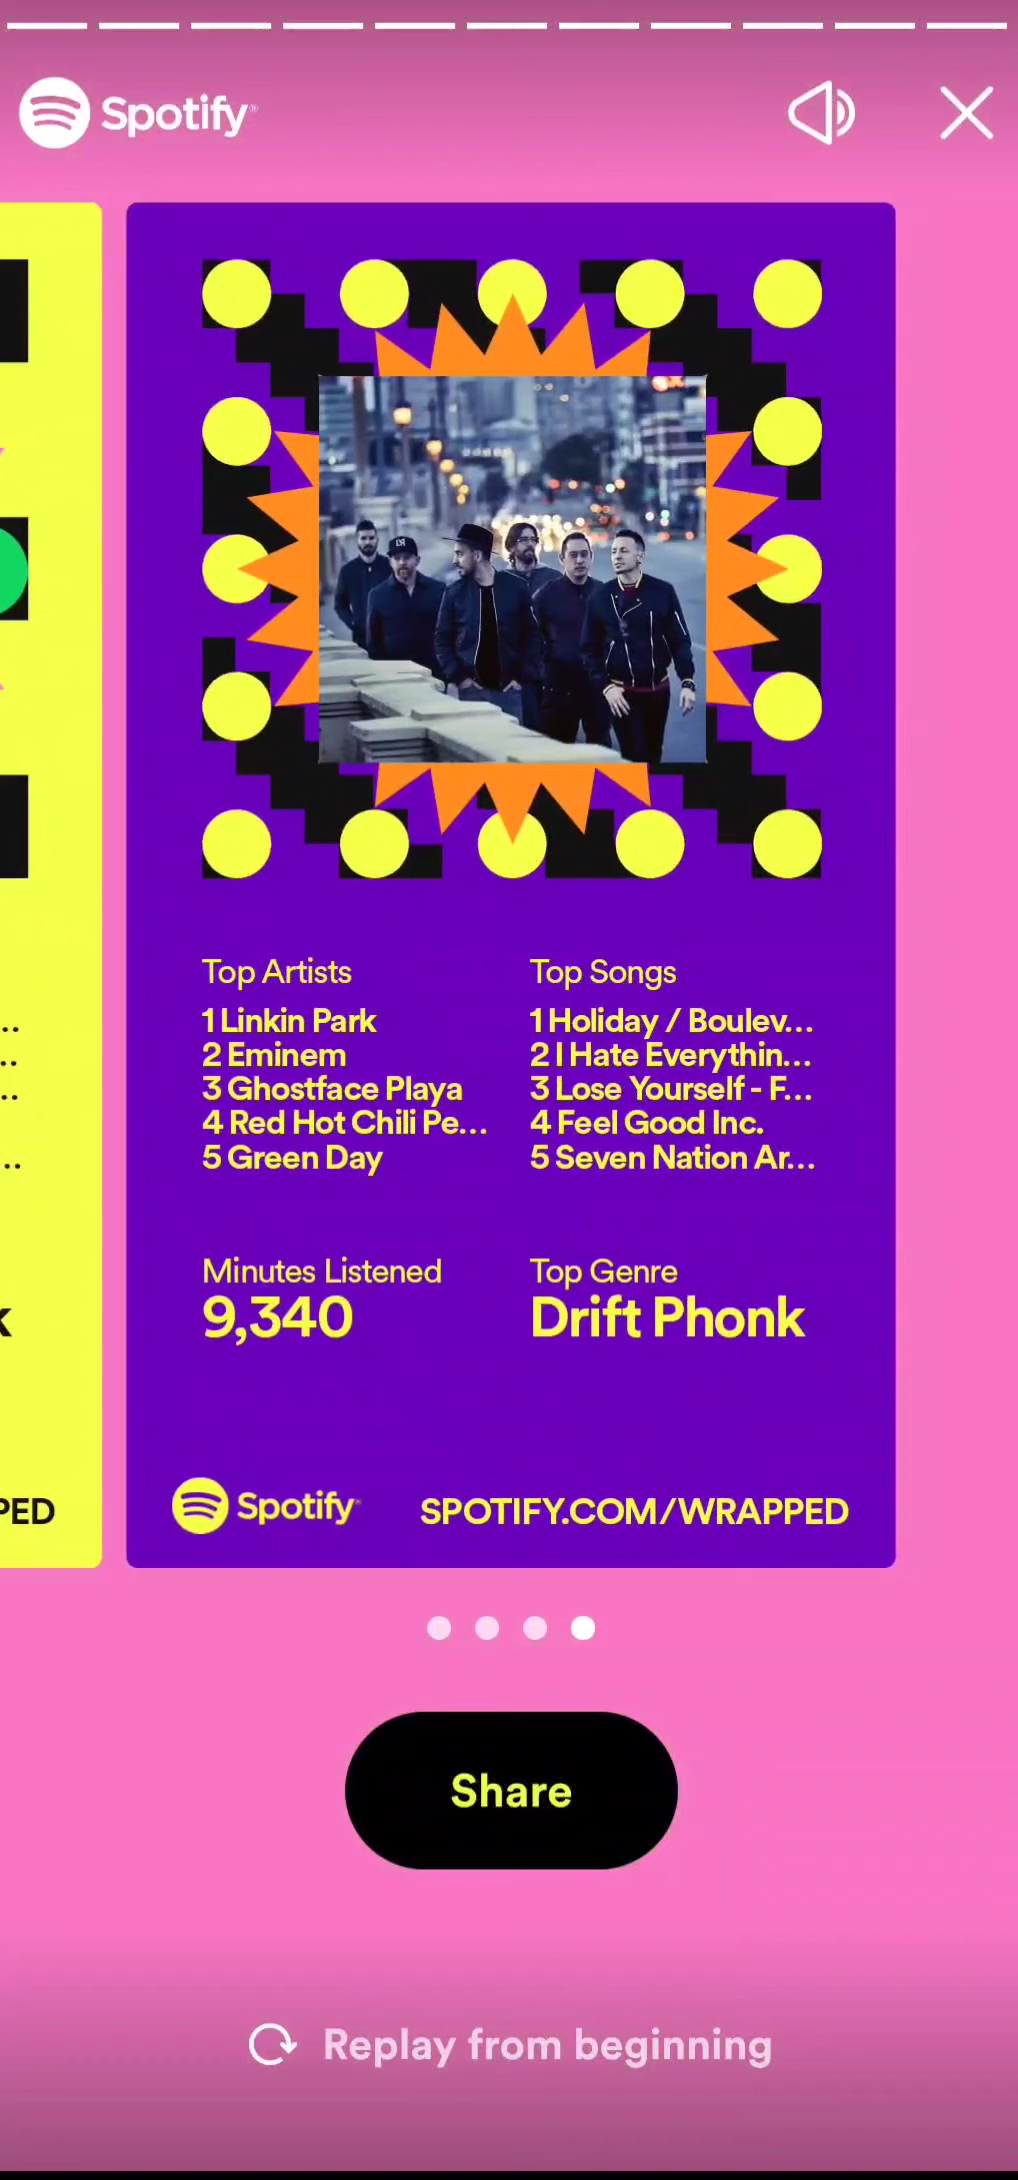 Spotify
Top Artists
1 Linkin Park
2 Eminem
3 Ghostface Playa
4 Red Hot Chili Pe...
5 Green Day
Top Songs
1 Holiday / Boulev...
2 I Hate Everythin...
3 Lose Yourself - F...
4 Feel Good Inc.
5 Seven Nation Ar...
Minutes Listened
9,340
Top Genre
Drift Phonk
k
PED
Spotify
SPOTIFY.COM/WRAPPED
Share
Replay from beginning